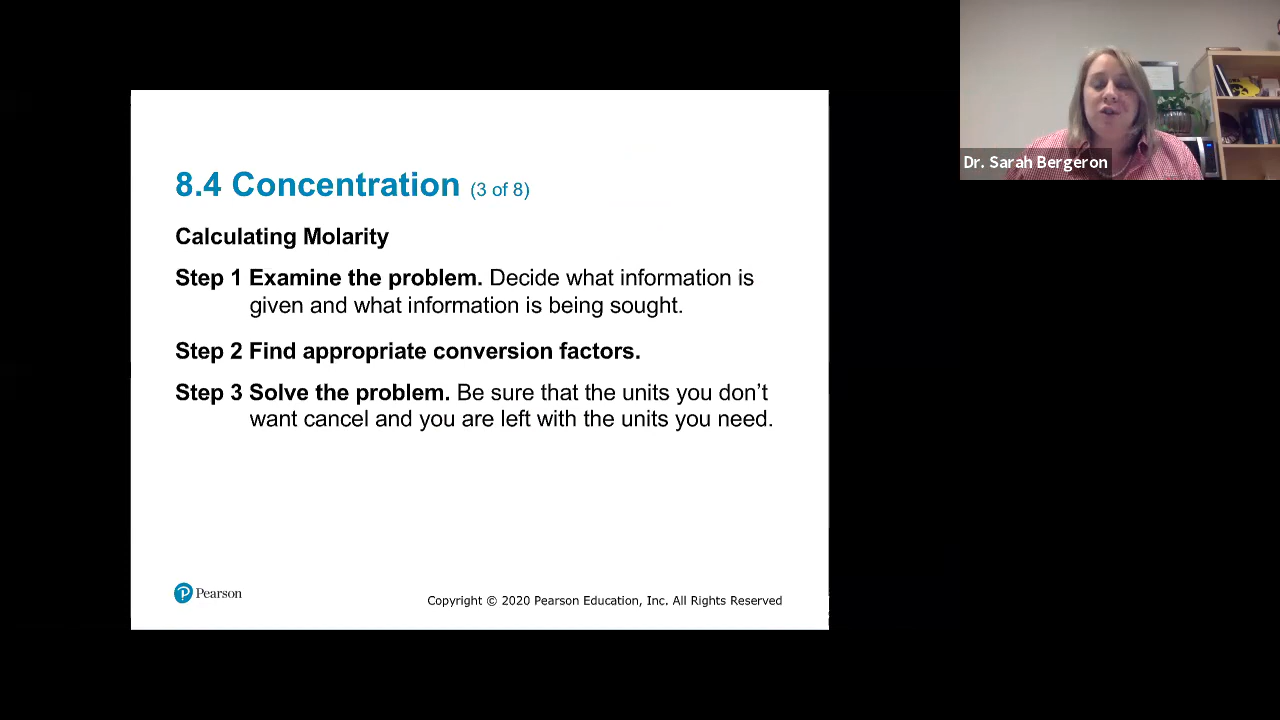 8.4 Concentration (3 of 8)
Calculating Molarity
Step 1 Examine the problem. Decide what information is
given and what information is being sought.
Step 2 Find appropriate conversion factors.
Step 3 Solve the problem. Be sure that the units you don’t
want cancel and you are left with the units you need.
Pearson
Copyright © 2020 Pearson Education, Inc. All Rights Reserved
Dr. Sarah Bergeron